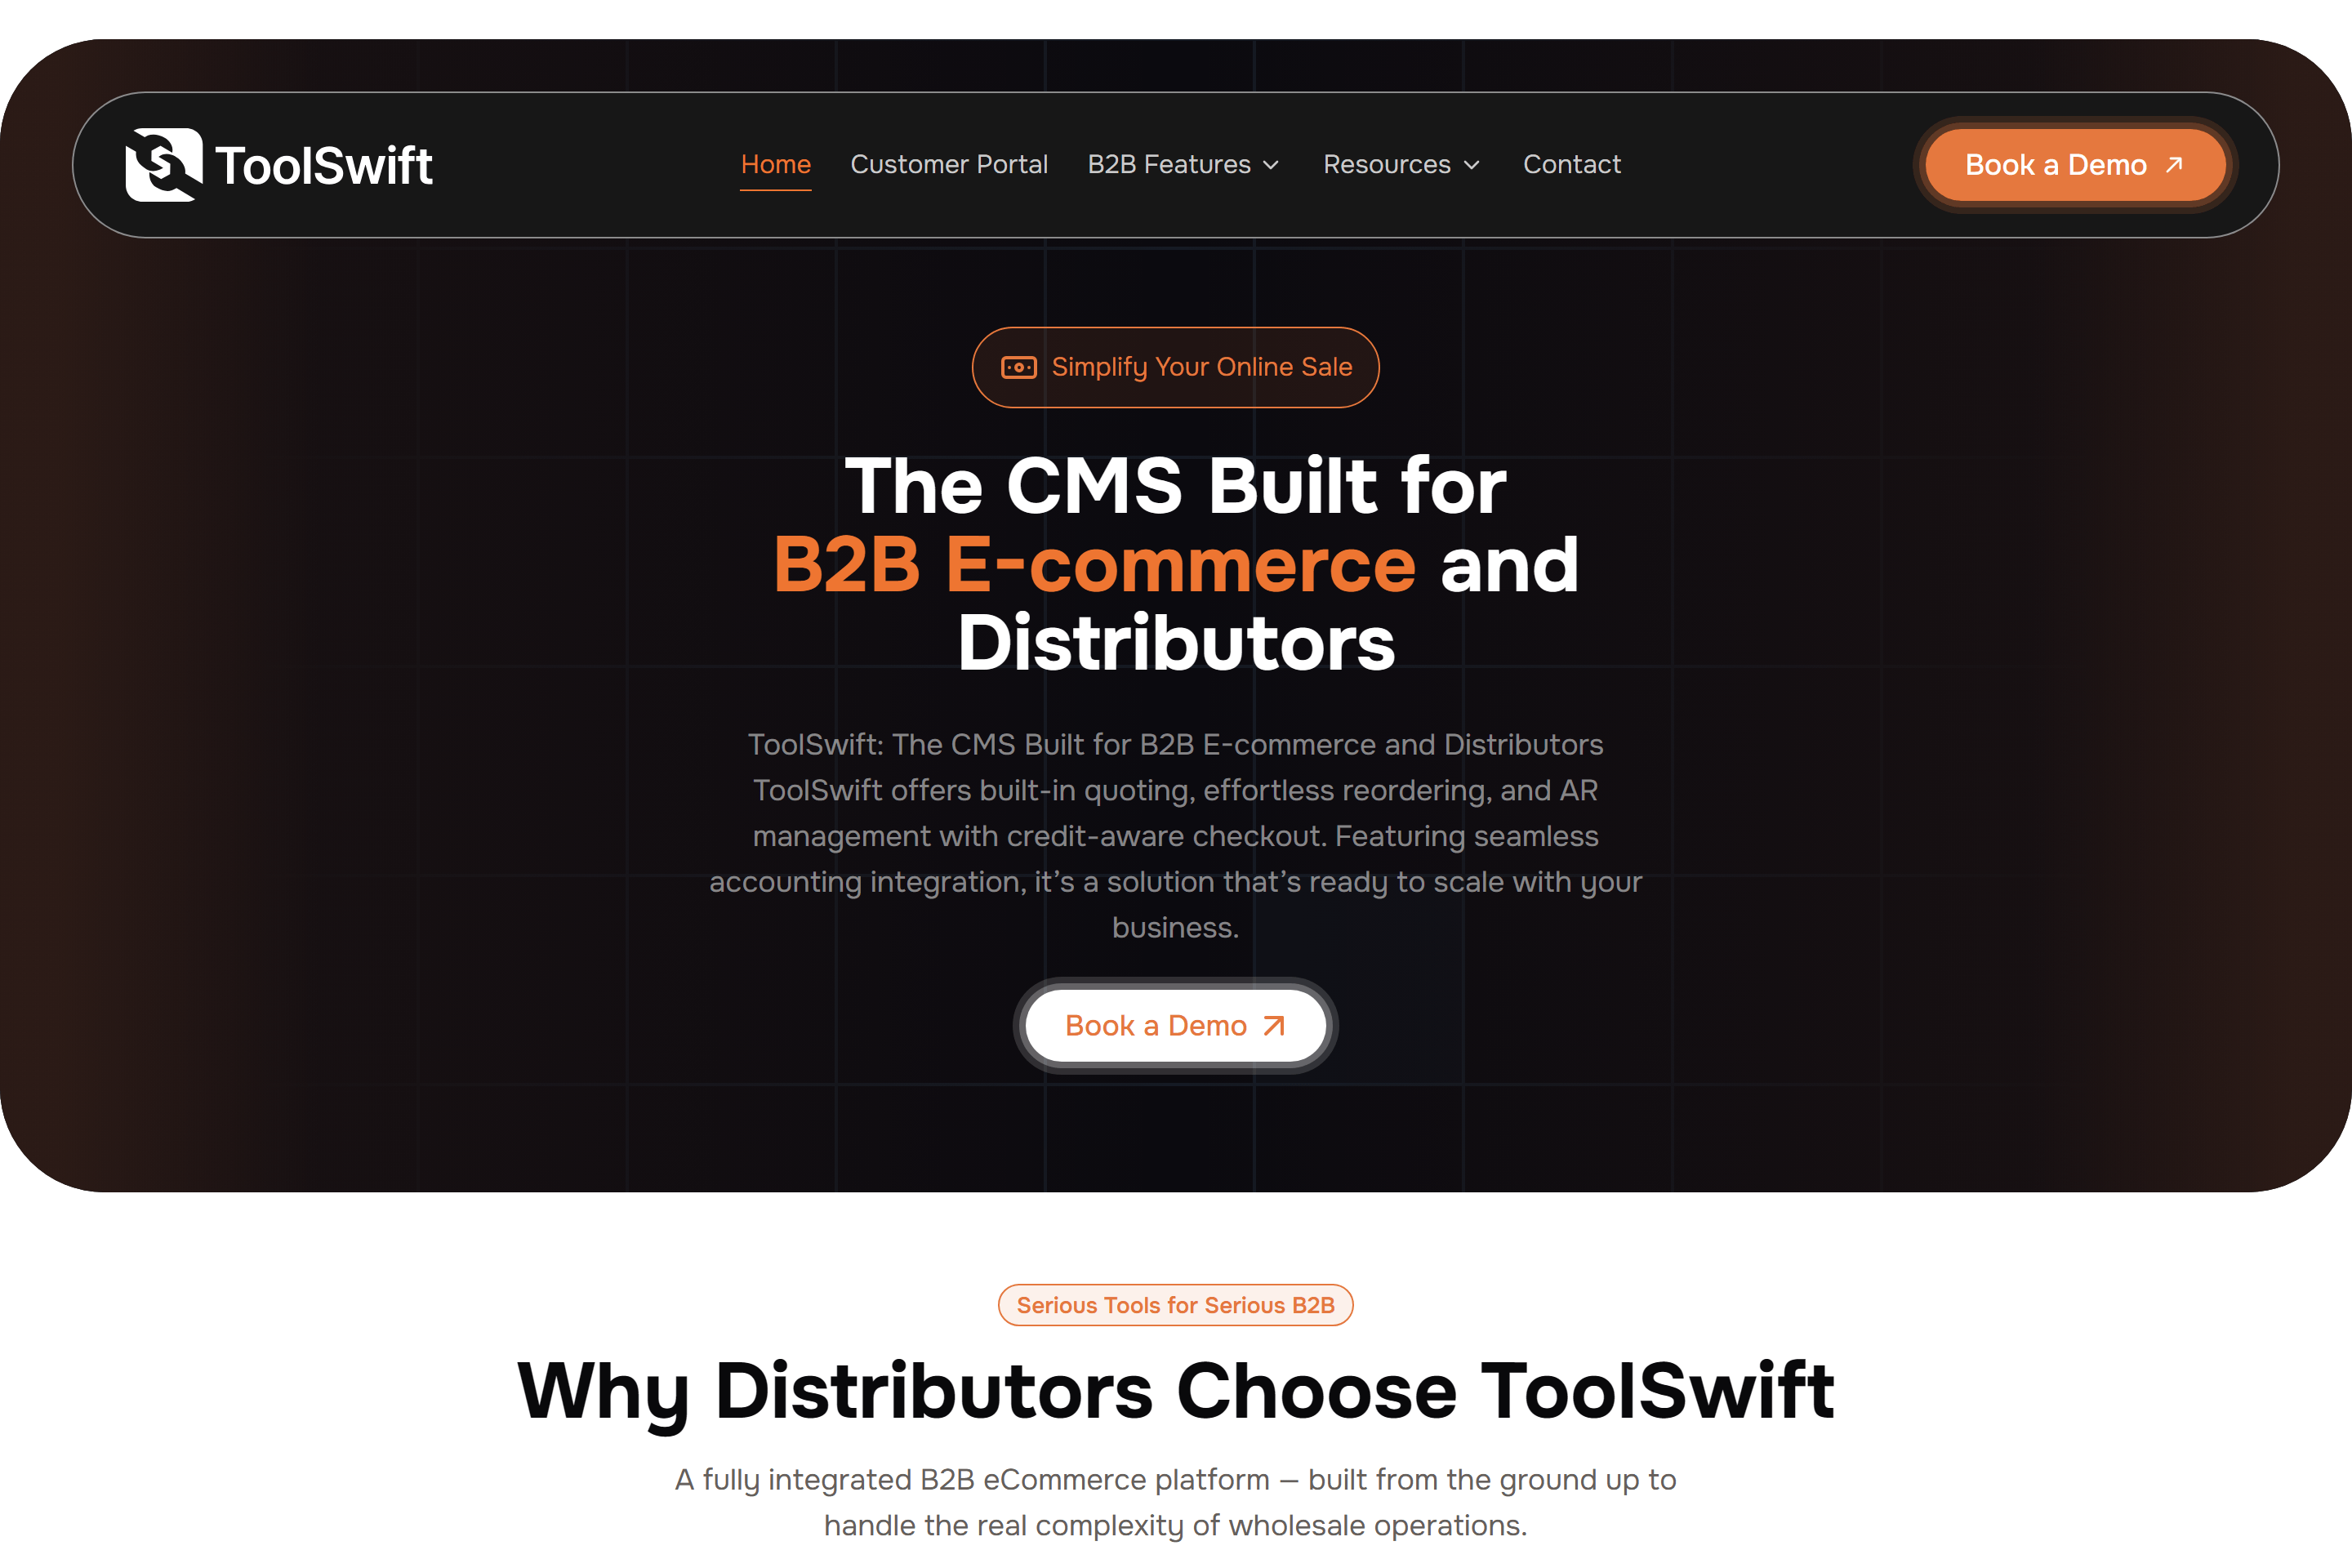 ToolSwift
Home
Customer Portal
B2B Features
Resources
Contact
Book a Demo
Simplify Your Online Sale
The CMS Built for
B2B E-commerce and
Distributors
ToolSwift: The CMS Built for B2B E-commerce and Distributors
ToolSwift offers built-in quoting, effortless reordering, and AR
management with credit-aware checkout. Featuring seamless
accounting integration, it’s a solution that’s ready to scale with your
business.
Book a Demo
Serious Tools for Serious B2B
Why Distributors Choose ToolSwift
A fully integrated B2B eCommerce platform — built from the ground up to
handle the real complexity of wholesale operations.